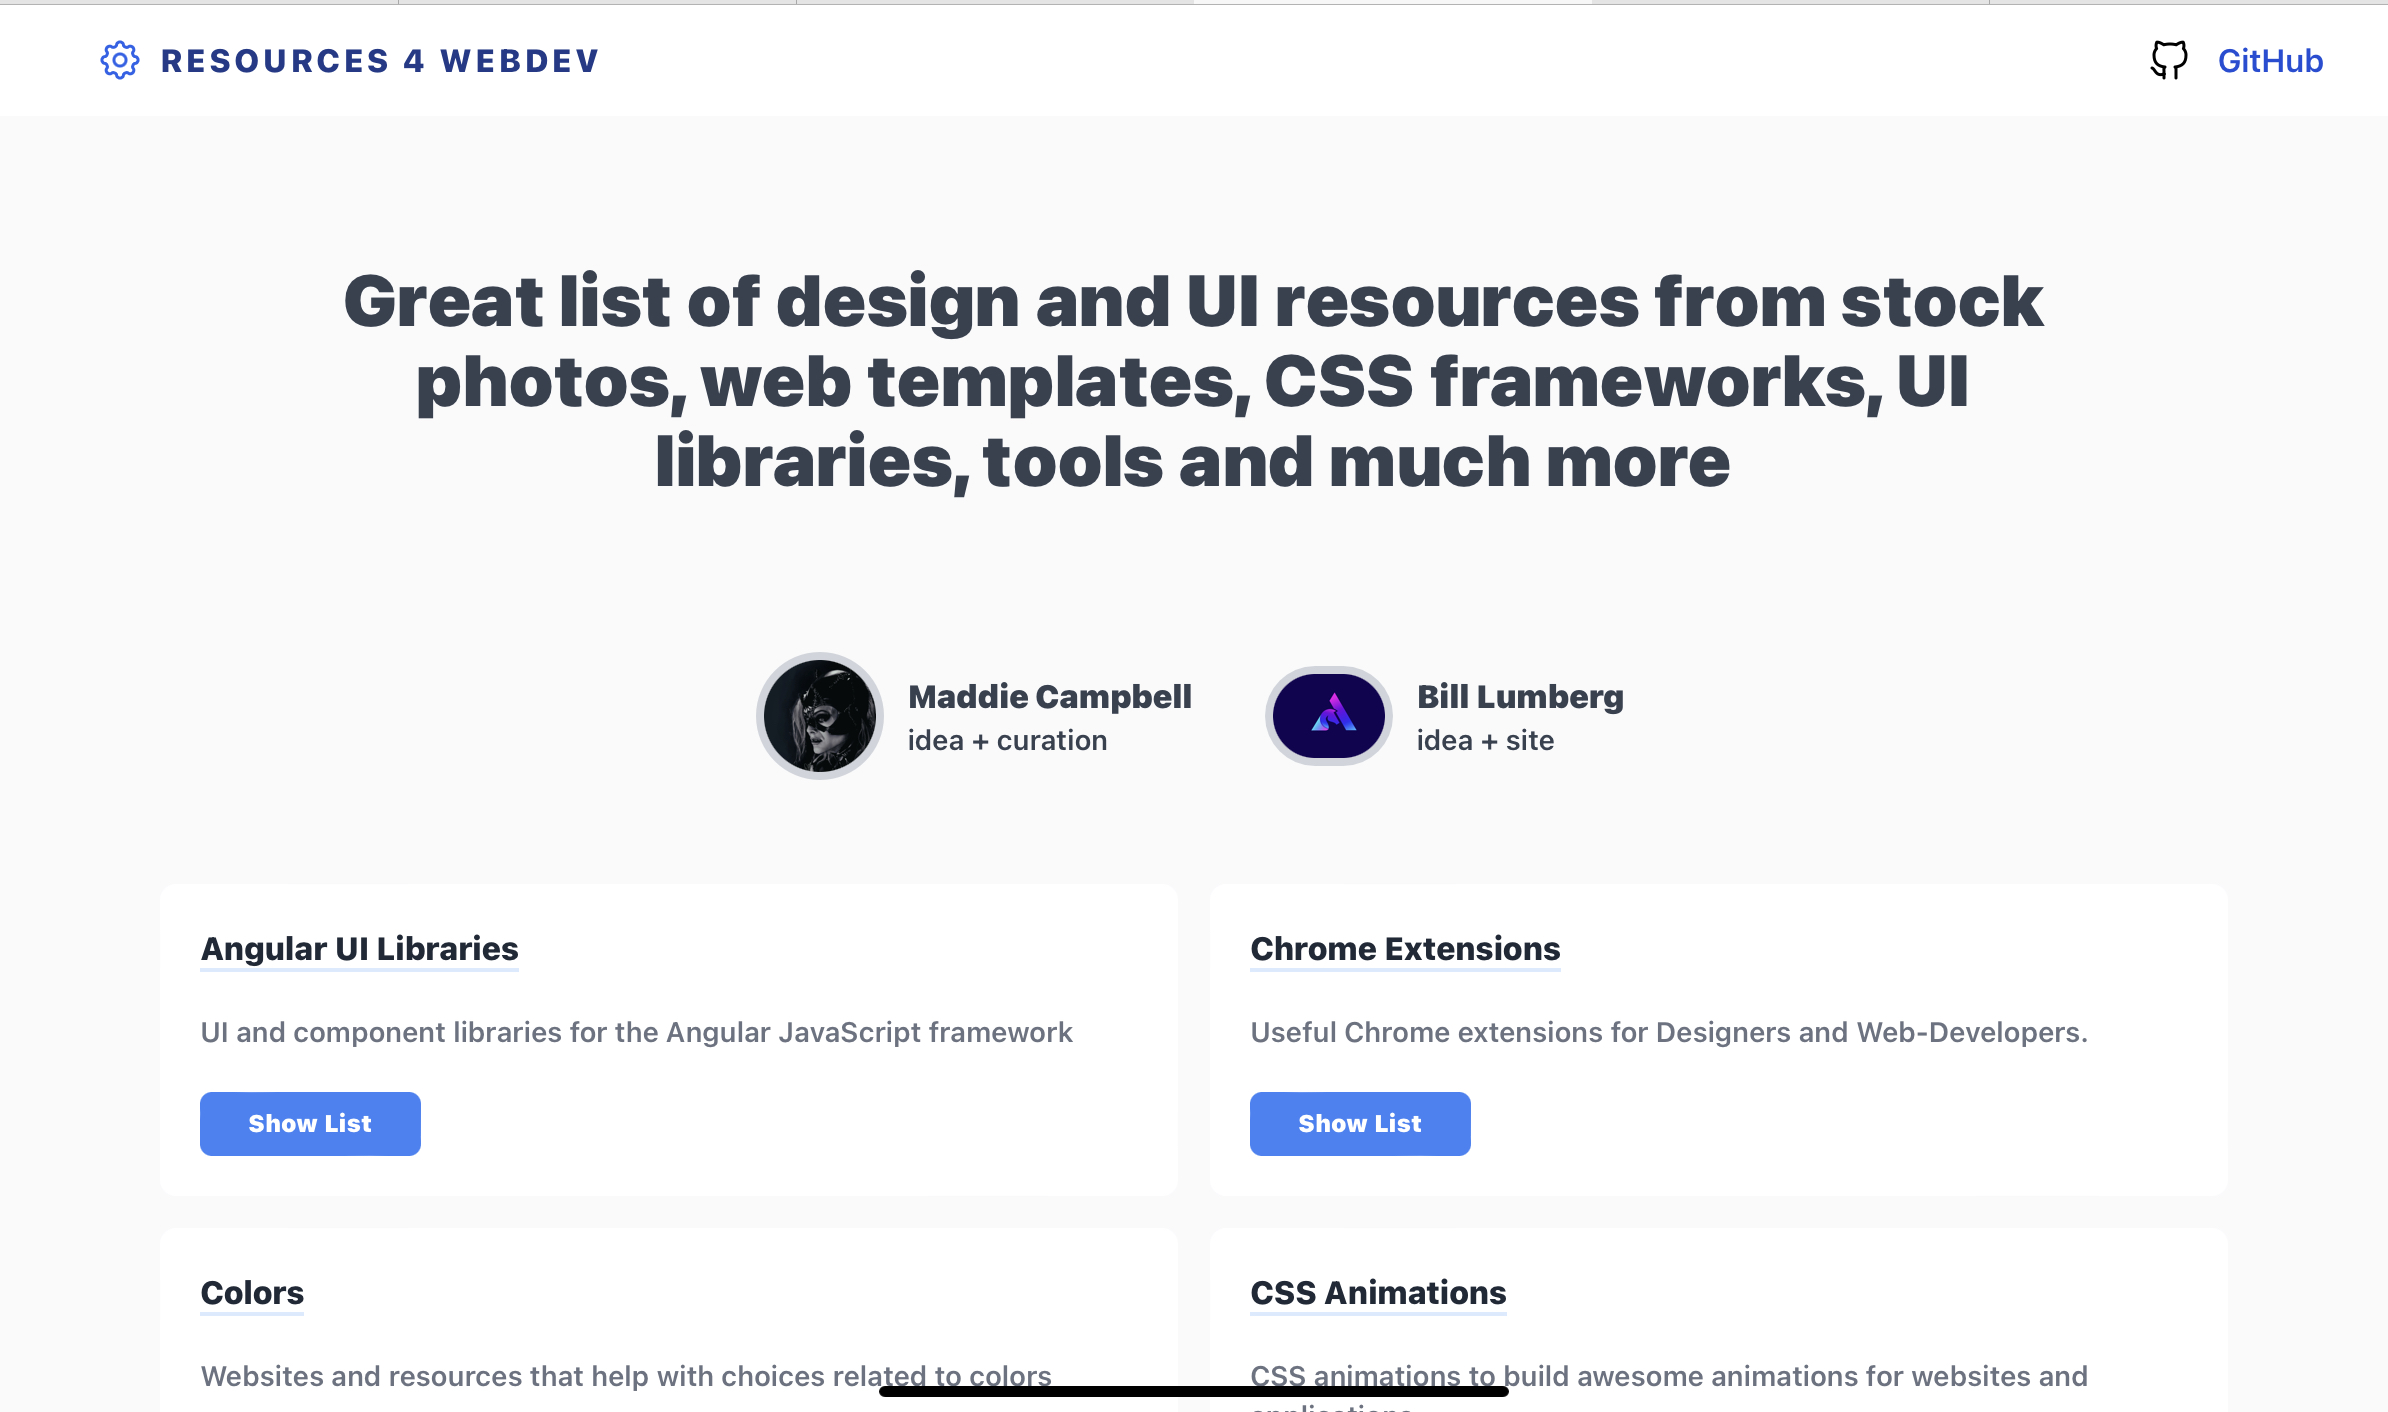 RESOURCES 4 WEBDEV
GitHub
Great list of design and UI resources from stock
photos, web templates, CSS frameworks, UI
libraries, tools and much more
Maddie Campbell
idea + curation
Bill Lumberg
idea + site
Angular UI Libraries
UI and component libraries for the Angular JavaScript framework
Show List
Chrome Extensions
Useful Chrome extensions for Designers and Web-Developers.
Show List
Colors
Websites and resources that help with choices related to colors
CSS Animations
CSS animations to build awesome animations for websites and